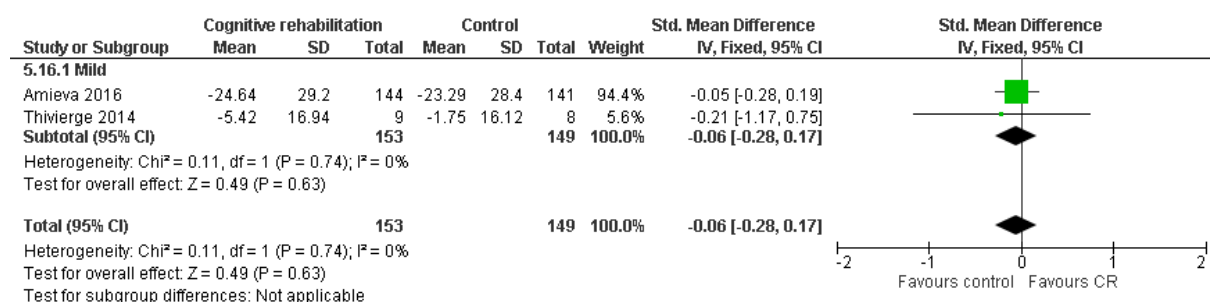 Cognitive rehabilitation Control Std. Mean Difference Std. Mean Difference
Study or Subgroup Mean SD Total Mean SD Total Weight IV, Fixed, 95% CI IV, Fixed, 95% CI
5.16.1 Mild
Amieva 2016 -24.64 29.2 144 -23.29 28.4 141 94.4% -0.05 [-0.28, 0.19]
Thivierge 2014 -5.42 16.94 9 -1.75 16.12 8 5.6% -0.21 [-1.17, 0.75]
Subtotal (95% CI) 153 149 100.0% -0.06 [-0.28, 0.17]
Heterogeneity: Chi² = 0.11, df = 1 (P = 0.74); I² = 0%
Test for overall effect: Z = 0.49 (P = 0.63)
Total (95% CI) 153 149 100.0% -0.06 [-0.28, 0.17]
Heterogeneity: Chi² = 0.11, df = 1 (P = 0.74); I² = 0%
-2 -1 0 1 2
Test for overall effect: Z = 0.49 (P = 0.63)
Favours control Favours CR
Test for subgroup differences: Not applicable